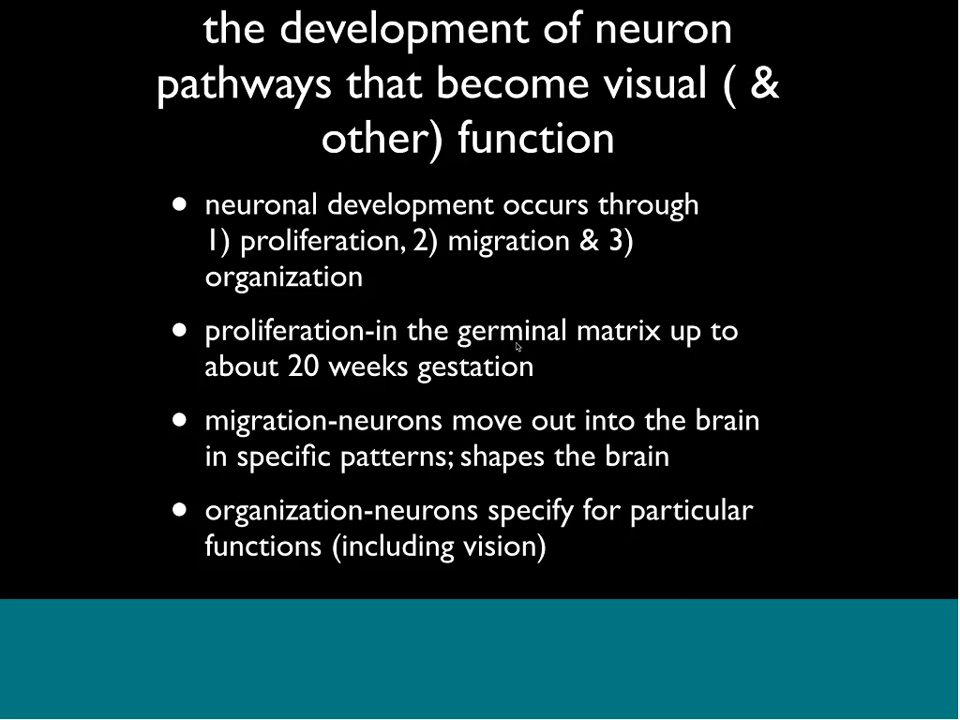 the development of neuron
pathways that become visual ( &
other) function
• neuronal development occurs through
1) proliferation, 2) migration & 3)
organization
• proliferation-in the germinal matrix up to
about 20 weeks gestation
• migration-neurons move out into the brain
in specific patterns; shapes the brain
• organization-neurons specify for particular
functions (including vision)